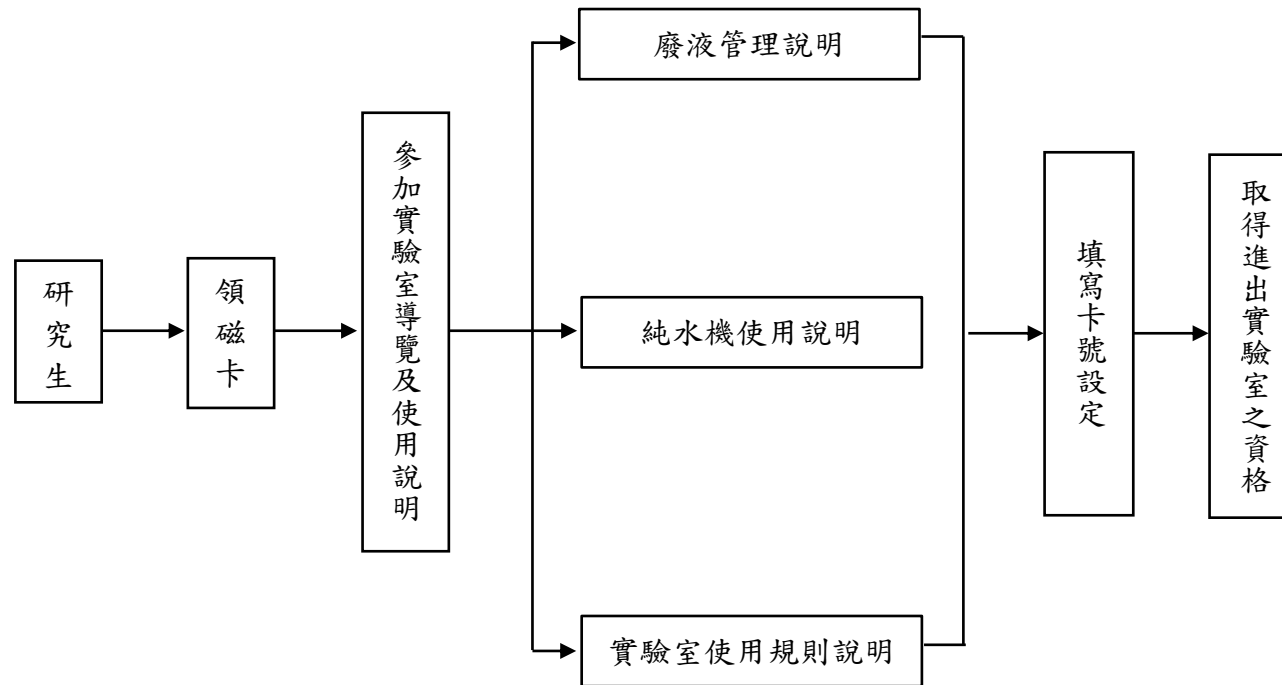 研究生
領磁卡
參加實驗室導覽及使用說明
廢液管理說明
純水機使用說明
實驗室使用規則說明
填寫卡號設定
取得進出實驗室之資格